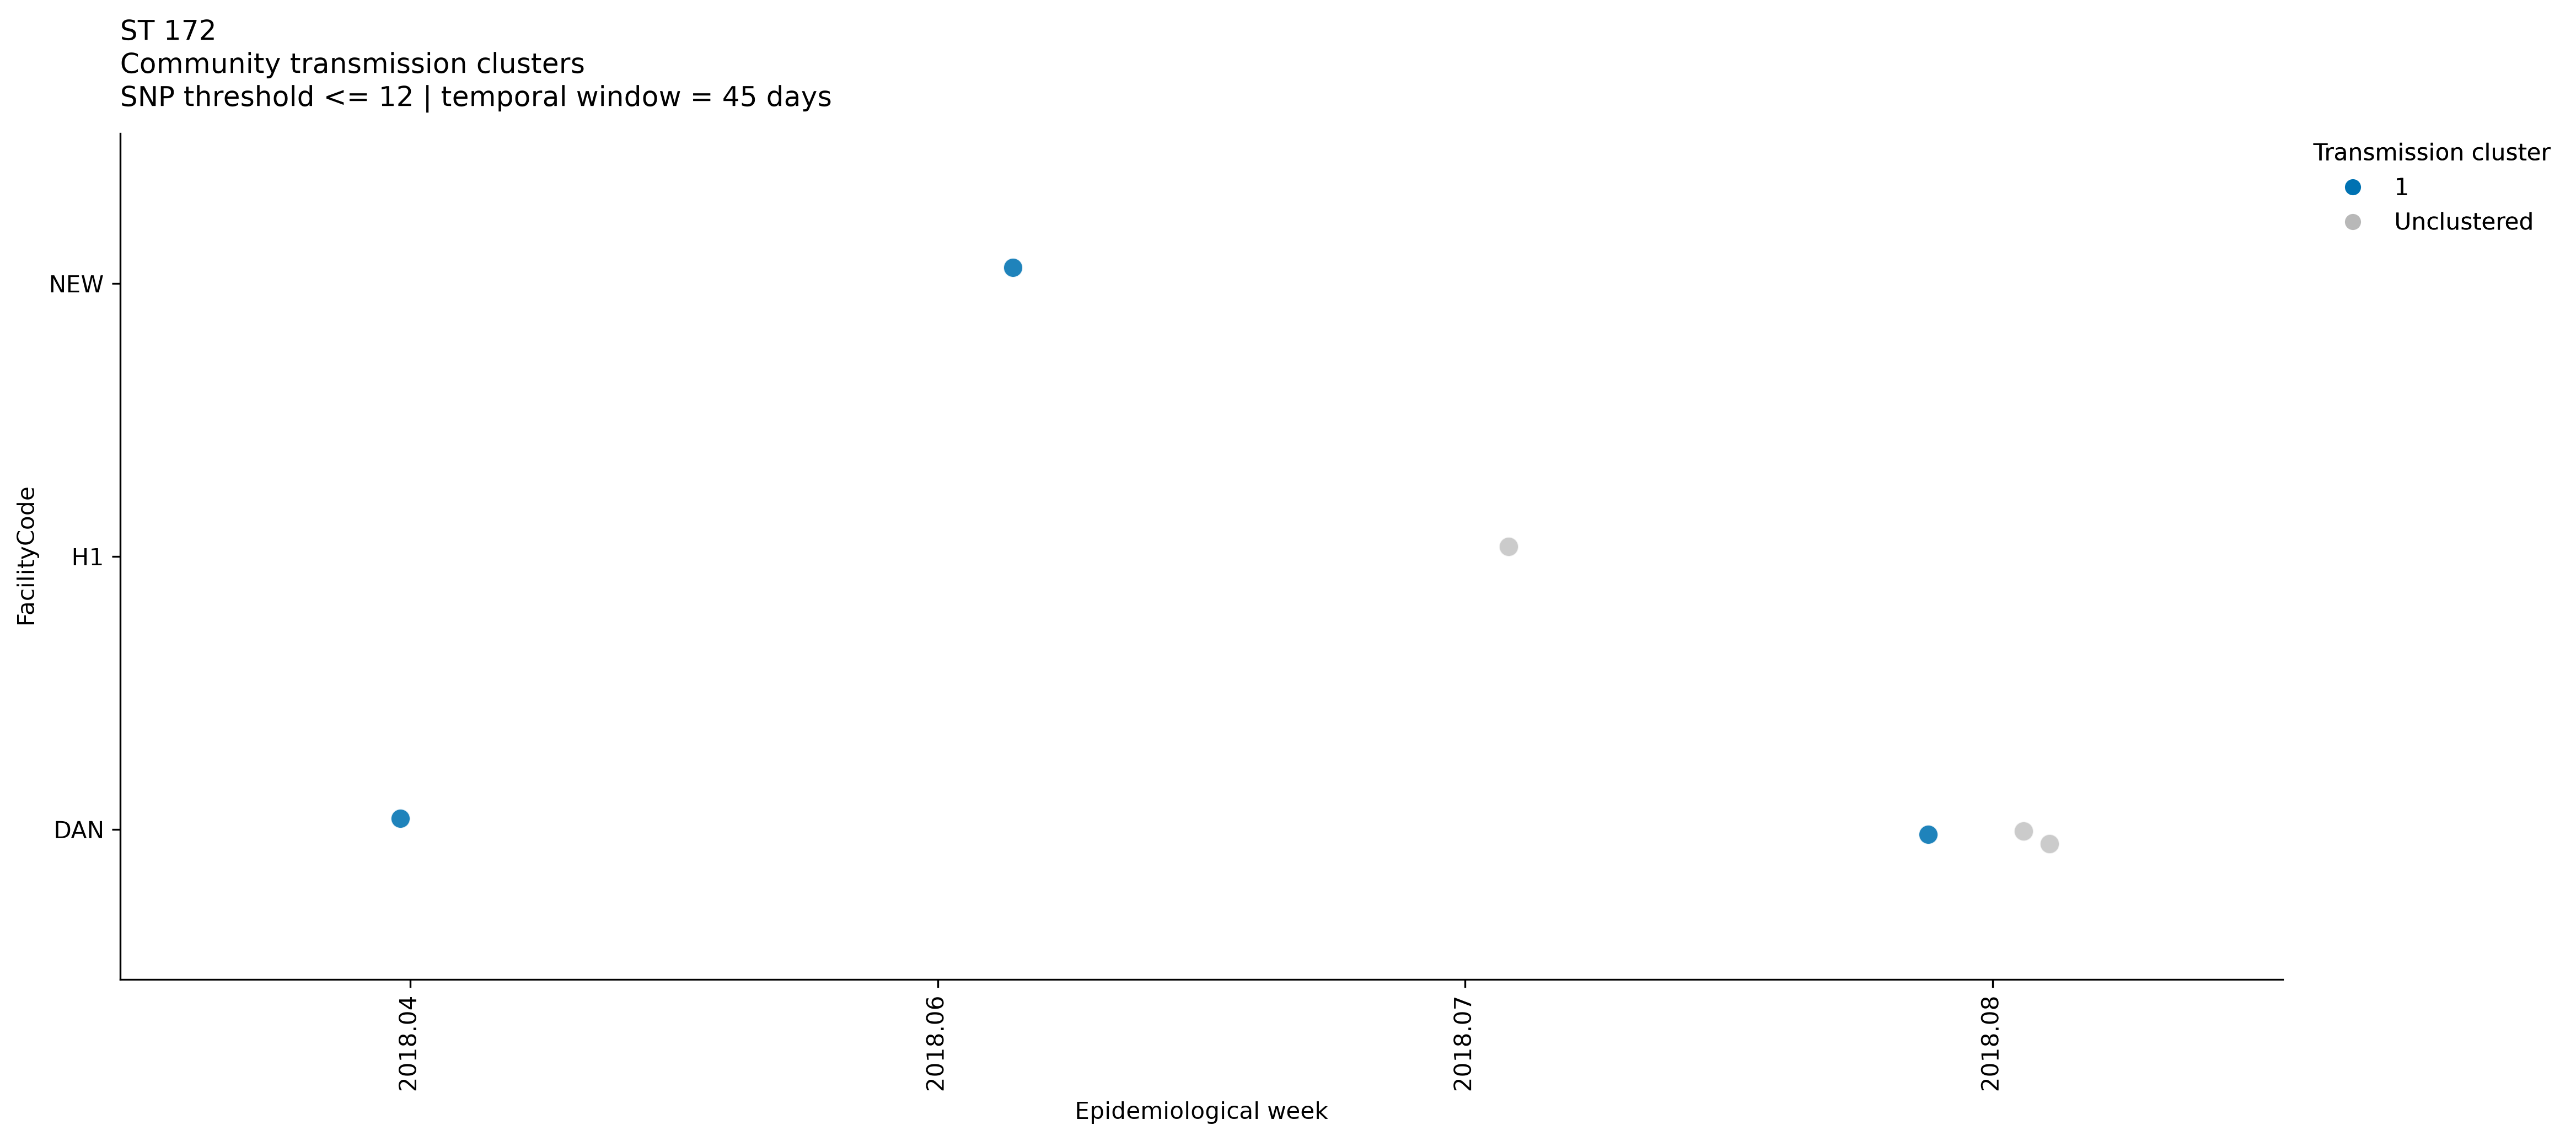 ST 172
Community transmission clusters
SNP threshold <= 12 | temporal window = 45 days
Transmission cluster
1
Unclustered
NEW
H1
DAN
FacilityCode
2018.04
2018.06
2018.07
2018.08
Epidemiological week